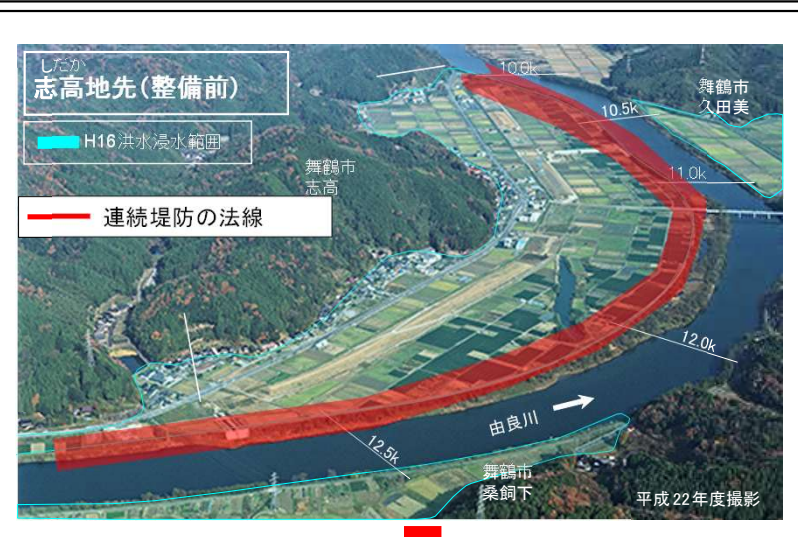 しだか
志高地先(整備前)
H16洪水浸水範囲
連続堤防の法線
舞鶴市
志高
10.0k
10.5k
舞鶴市
久田美
11.0k
12.0k
由良川
12.5k
舞鶴市
桑飼下
平成22年度撮影